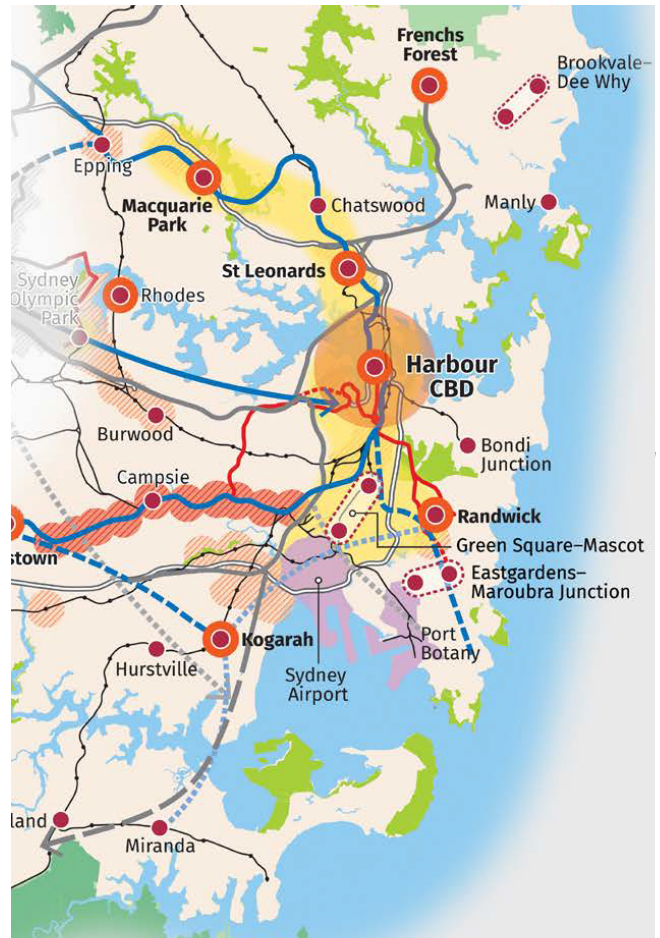 Frenchs
Forest
Brookvale–
Dee Why
Epping
Macquarie
Park
Chatswood
Manly
St Leonards
Sydney
Olympic
Park
Rhodes
Harbour
CBD
Burwood
Bondi
Junction
Campsie
Randwick
Green Square–Mascot
stown
Eastgardens–
Maroubra Junction
Kogarah
Port
Botany
Hurstville
Sydney
Airport
land
Miranda